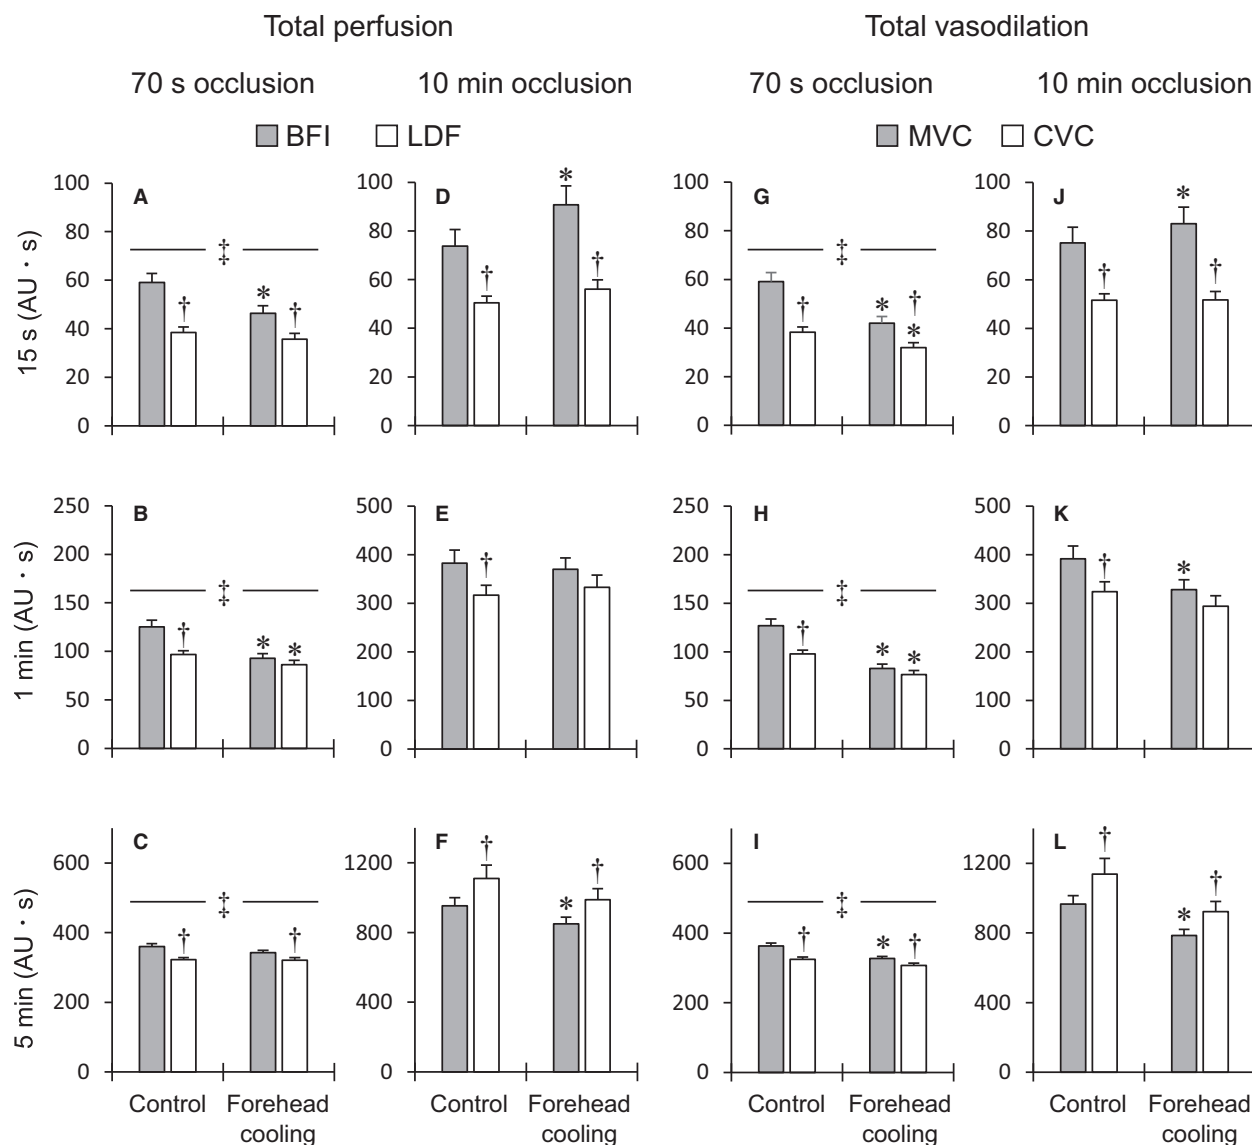 Total perfusion
Total vasodilation
70 s occlusion
10 min occlusion
70 s occlusion
10 min occlusion
BFI
LDF
MVC
CVC
15 s (AU · s)
100
80
60
40
20
0
A
‡
†
*
†
100
80
60
40
20
0
D
†
*
†
100
80
60
40
20
0
G
‡
†
*
†
*
100
80
60
40
20
0
J
†
*
†
1 min (AU · s)
250
200
150
100
50
0
B
‡
†
*
*
500
400
300
200
100
0
E
†
250
200
150
100
50
0
H
‡
†
*
*
500
400
300
200
100
0
K
†
*
5 min (AU · s)
600
400
200
0
C
‡
†
†
1200
800
400
0
F
†
*
†
600
400
200
0
I
‡
†
*
†
1200
800
400
0
L
†
*
†
Control
Forehead
cooling
Control
Forehead
cooling
Control
Forehead
cooling
Control
Forehead
cooling